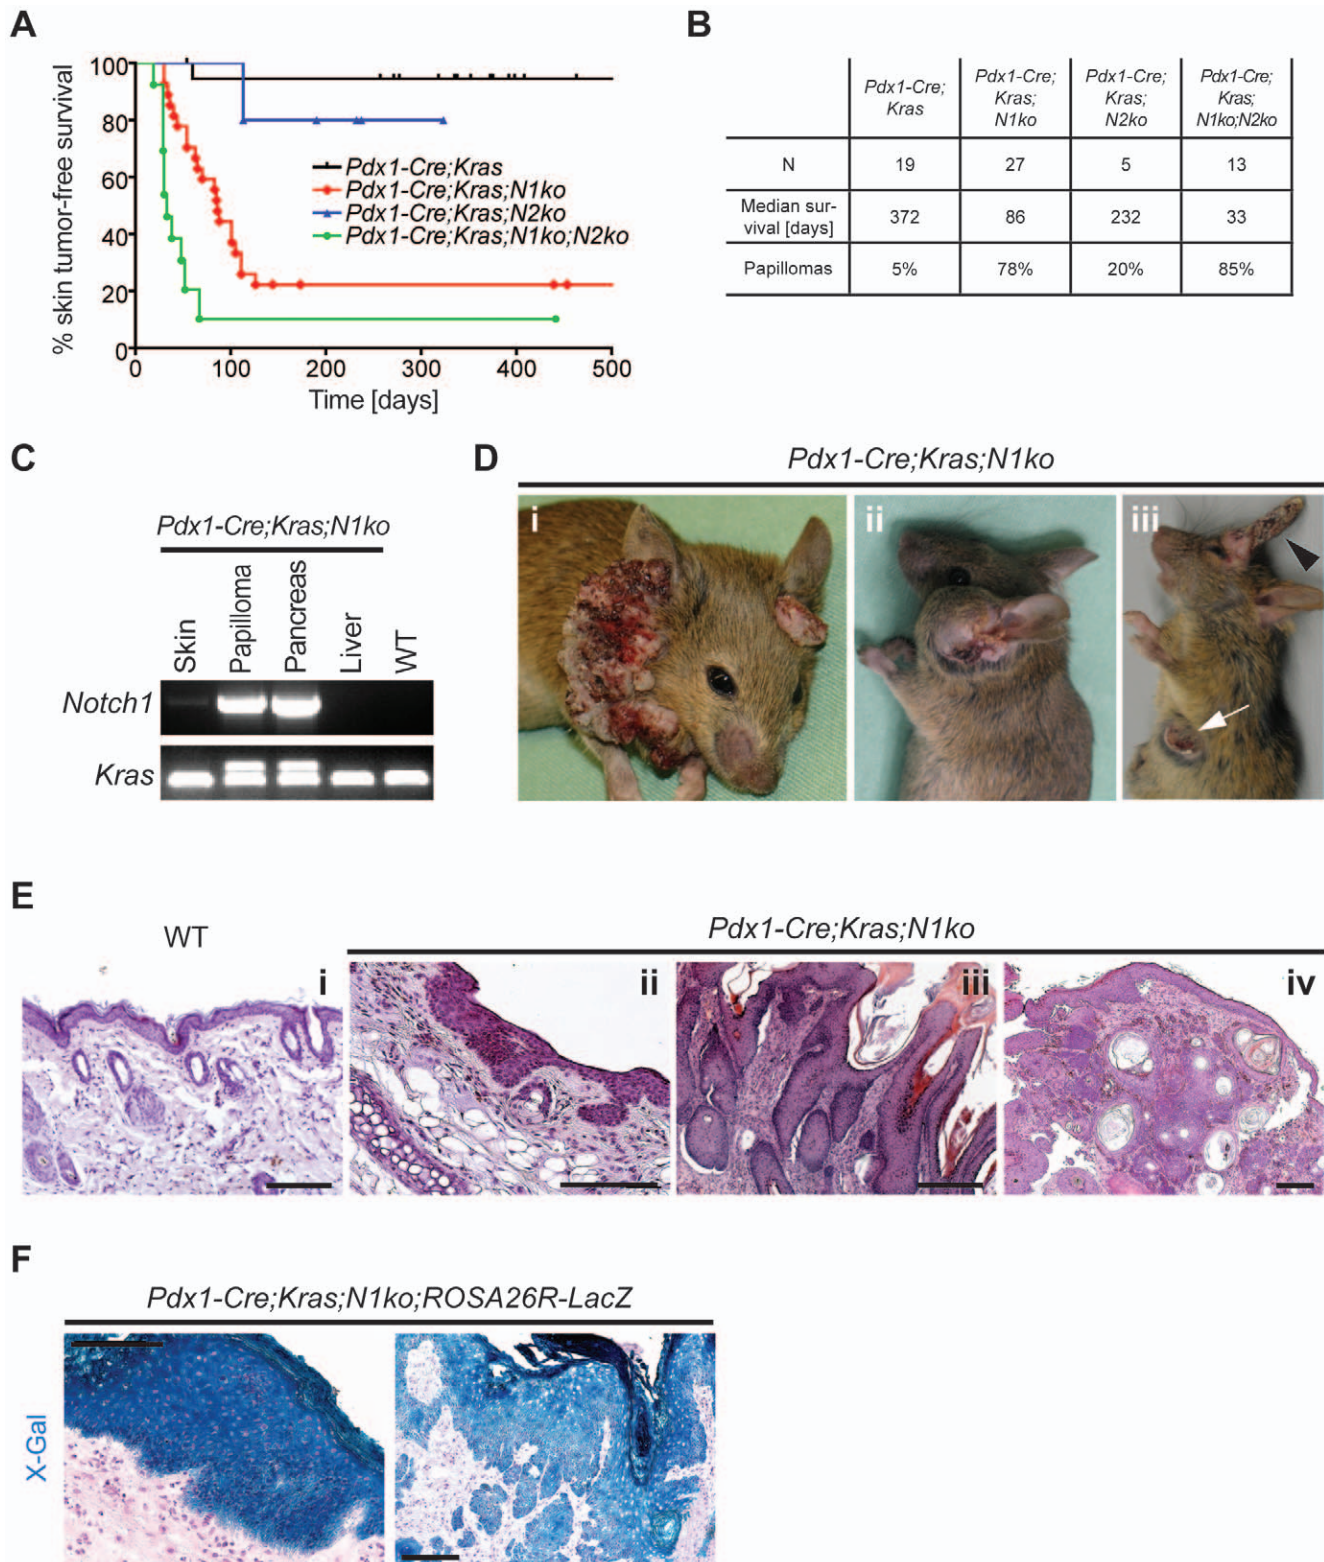 A
% skin tumor-free survival
100
80
60
40
20
0
0 100 200 300 400 500
Time [days]
Pdx1-Cre;Kras
Pdx1-Cre;Kras;N1ko
Pdx1-Cre;Kras;N2ko
Pdx1-Cre;Kras;N1ko;N2ko
B
Pdx1-Cre; Pdx1-Cre; Pdx1-Cre; Pdx1-Cre;
Kras Kras; Kras; Kras;
N1ko N2ko N1ko;N2ko
N 19 27 5 13
Median sur-
vival [days] 372 86 232 33
Papillomas 5% 78% 20% 85%
C
Pdx1-Cre;Kras;N1ko
Skin Papilloma Pancreas Liver WT
Notch1
Kras
D
Pdx1-Cre;Kras;N1ko
i ii iii
E
WT
Pdx1-Cre;Kras;N1ko
i ii iii iv
F
Pdx1-Cre;Kras;N1ko;ROSA26R-LacZ
X-Gal